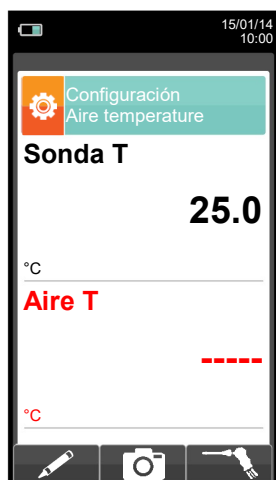 15/01/14
10:00
Configuración
Aire temperature
Sonda T
25.0
°C
Aire T
-----
°C